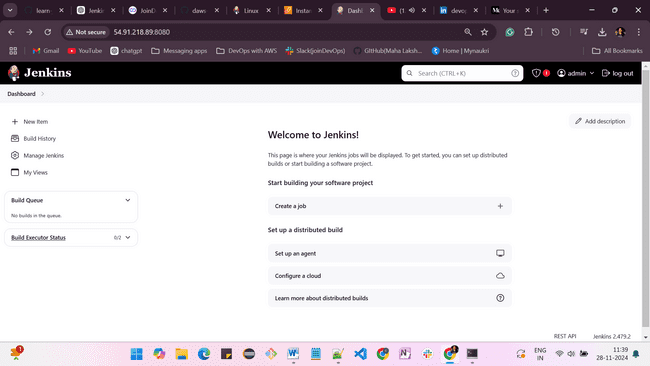 learn
Jenkin
JoinD
daws
Linux
Instan
Dashb
(1
devo
Your
Not secure 54.91.218.89:8080
Gmail YouTube chatgpt Messaging apps DevOps with AWS Slack(joinDevOps) GItHub(Maha Laksh... Home | Mynaukri All Bookmarks
Jenkins Search (CTRL+K) ? 1 admin log out
Dashboard
Add description
New Item
Build History
Manage Jenkins
My Views
Build Queue
No builds in the queue.
Build Executor Status 0/2
Welcome to Jenkins!
This page is where your Jenkins jobs will be displayed. To get started, you can set up distributed
builds or start building a software project.
Start building your software project
Create a job
Set up a distributed build
Set up an agent
Configure a cloud
Learn more about distributed builds
REST API Jenkins 2.479.2
ENG
IN
11:39
28-11-2024